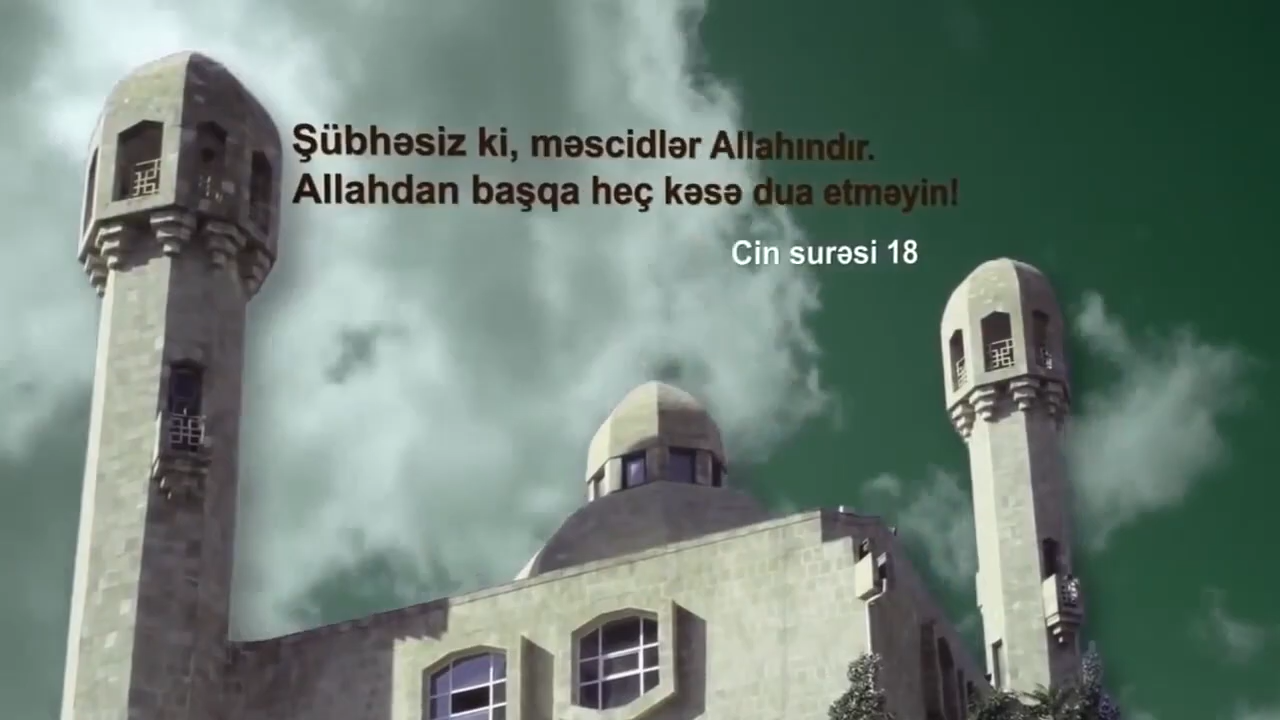 Şübhəsiz ki, məscidlər Allahındır.
Allahdan başqa heç kəsə dua etməyin!
Cin surəsi 18